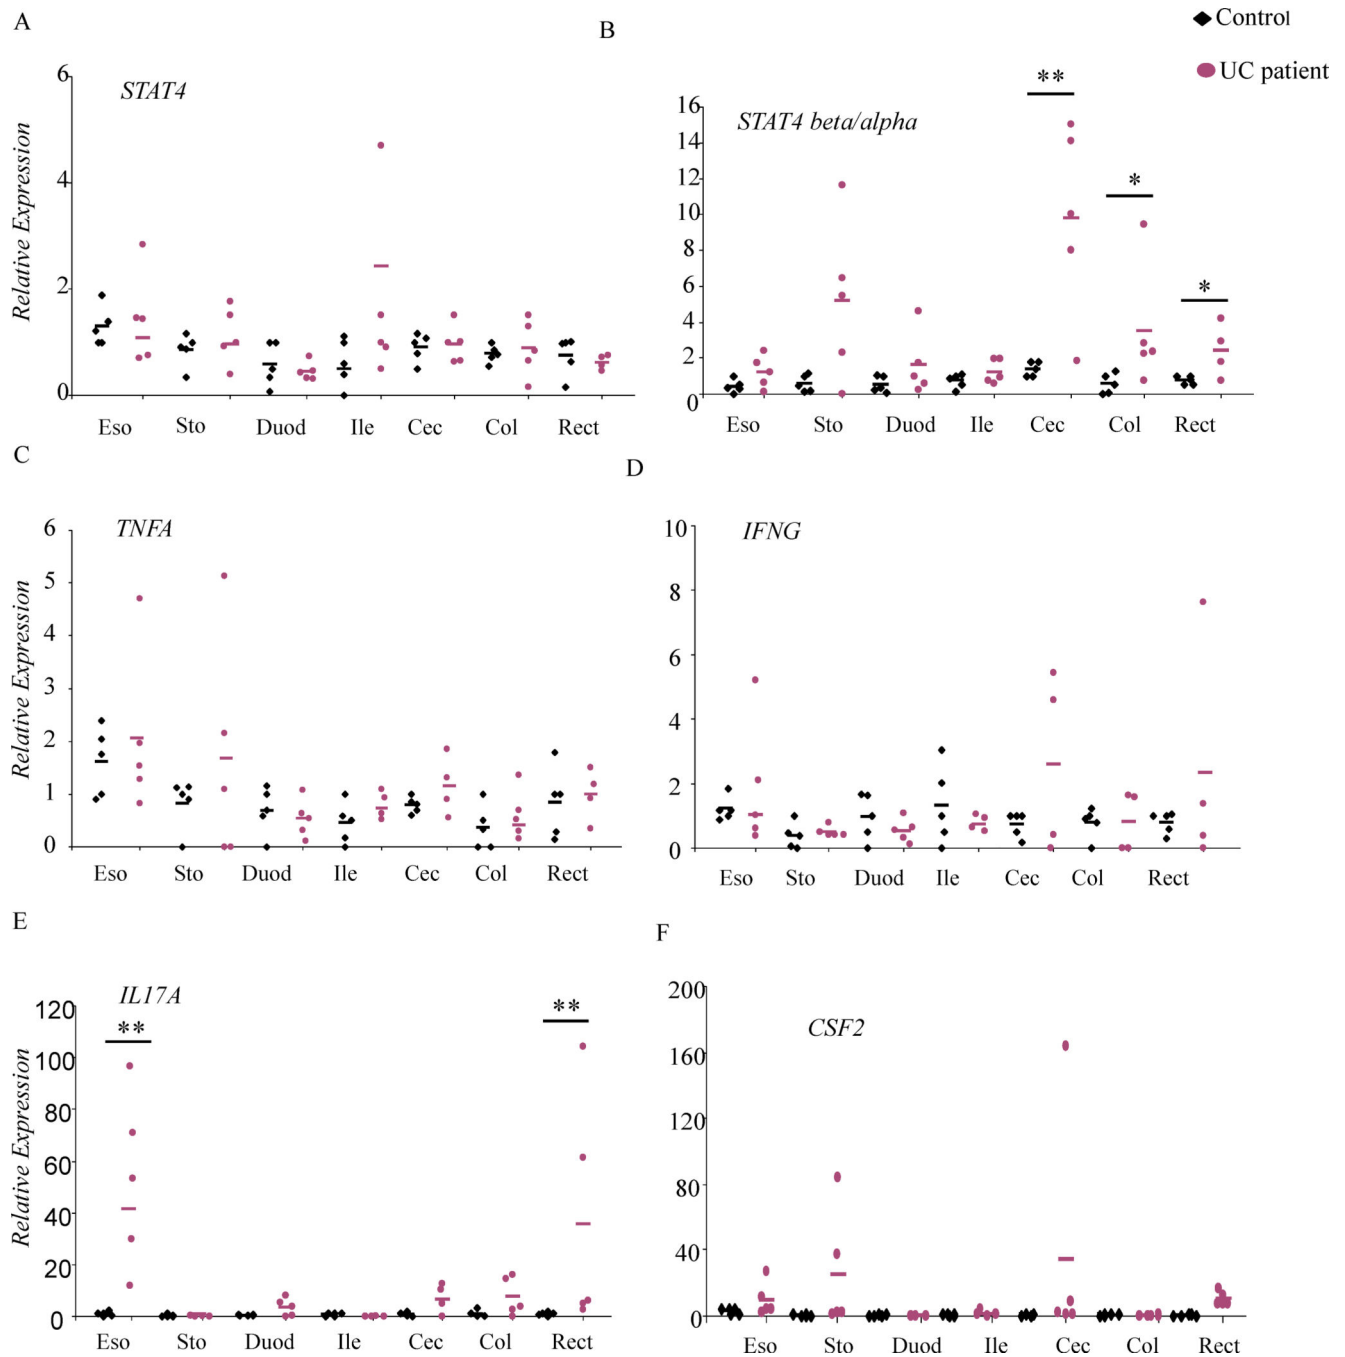 A
B
Control
UC patient
STAT4
Relative Expression
6
4
2
0
Eso Sto Duod Ile Cec Col Rect
STAT4 beta/alpha
**
*
*
16
14
12
10
8
6
4
2
0
Eso Sto Duod Ile Cec Col Rect
C
D
TNFA
Relative Expression
6
5
4
3
2
1
0
Eso Sto Duod Ile Cec Col Rect
IFNG
10
8
6
4
2
0
Eso Sto Duod Ile Cec Col Rect
E
F
IL17A
**
**
Relative Expression
120
100
80
60
40
20
0
Eso Sto Duod Ile Cec Col Rect
CSF2
200
160
120
80
40
0
Eso Sto Duod Ile Cec Col Rect